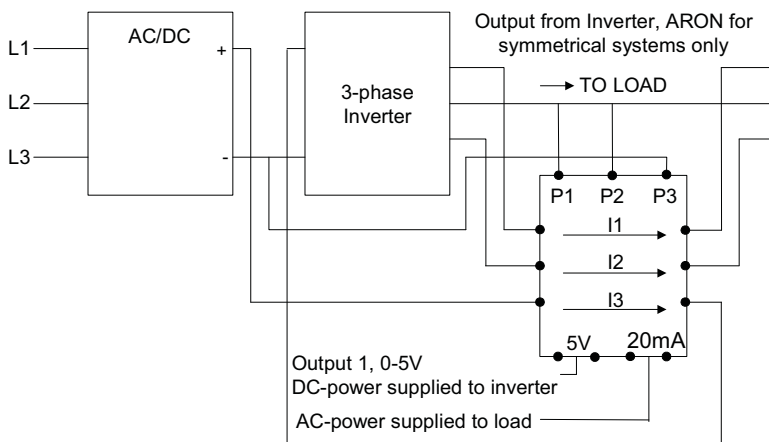 Output from Inverter, ARON for
symmetrical systems only
L1
AC/DC
+
L2
3-phase
Inverter
TO LOAD
L3
-
P1 P2 P3
I1
I2
I3
5V 20mA
Output 1, 0-5V
DC-power supplied to inverter
AC-power supplied to load